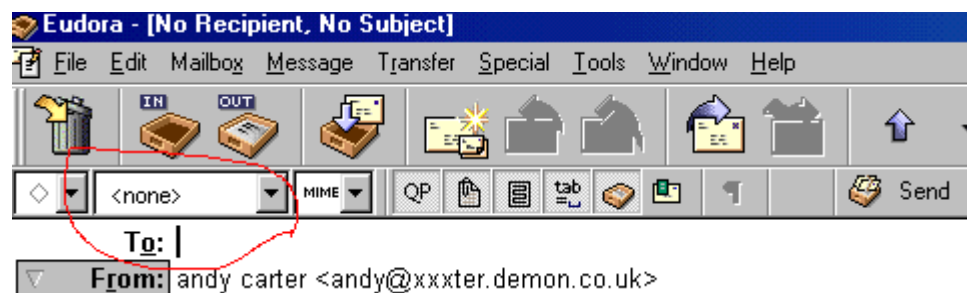 Eudora - [No Recipient, No Subject]
File Edit Mailbox Message Transfer Special Tools Window Help
IN OUT
<none> MIME QP tab Send
To:
From: andy carter <andy@xxxter.demon.co.uk>